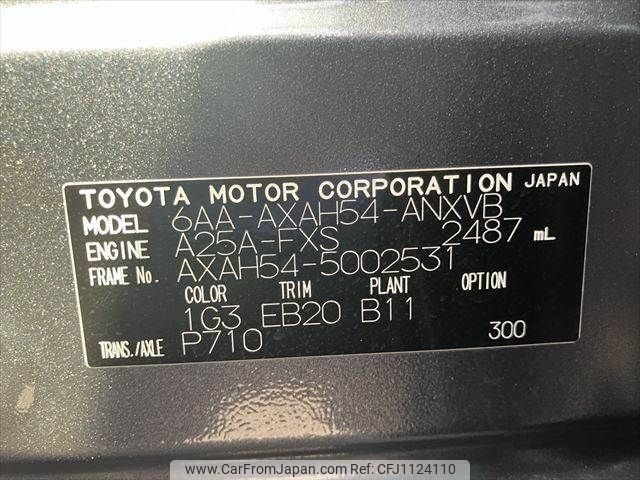 TOYOTA MOTOR CORPORATION JAPAN
MODEL 6AA-AXAH54-ANXVB
ENGINE A25A-FXS 2487 mL
FRAME No. AXAH54-5002531
COLOR TRIM PLANT OPTION
1G3 EB20 B11
TRANS./AXLE P710 300
www.CarFromJapan.com | Ref No: CFJ1124110